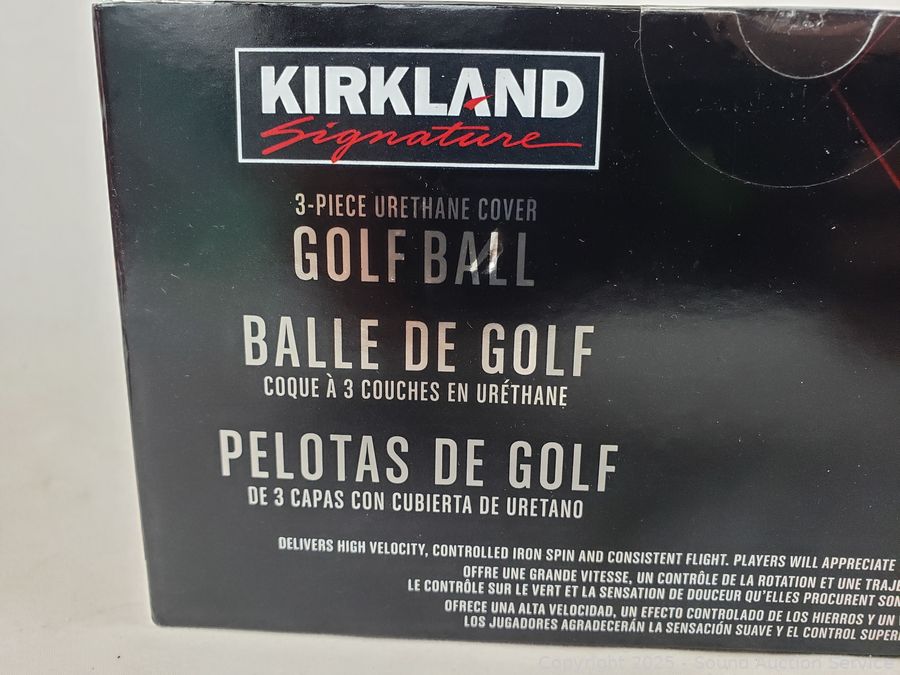 KIRKLAND
Signature
3-PIECE URETHANE COVER
GOLF BALL
BALLE DE GOLF
COQUE À 3 COUCHES EN URÉTHANE
PELOTAS DE GOLF
DE 3 CAPAS CON CUBIERTA DE URETANO
DELIVERS HIGH VELOCITY, CONTROLLED IRON SPIN AND CONSISTENT FLIGHT. PLAYERS WILL APPRECIATE
OFFRE UNE GRANDE VITESSE, UN CONTRÔLE DE LA ROTATION ET UNE TRAJE
LE CONTRÔLE SUR LE VERT ET LA SENSATION DE DOUCEUR QU'ELLES PROCURENT SON
OFRECE UNA ALTA VELOCIDAD, UN EFECTO CONTROLADO DE LOS HIERROS Y UN
LOS JUGADORES AGRADECERÁN LA SENSACIÓN SUAVE Y EL CONTROL SUPER
Copyright 2025 - Sound Auction Service